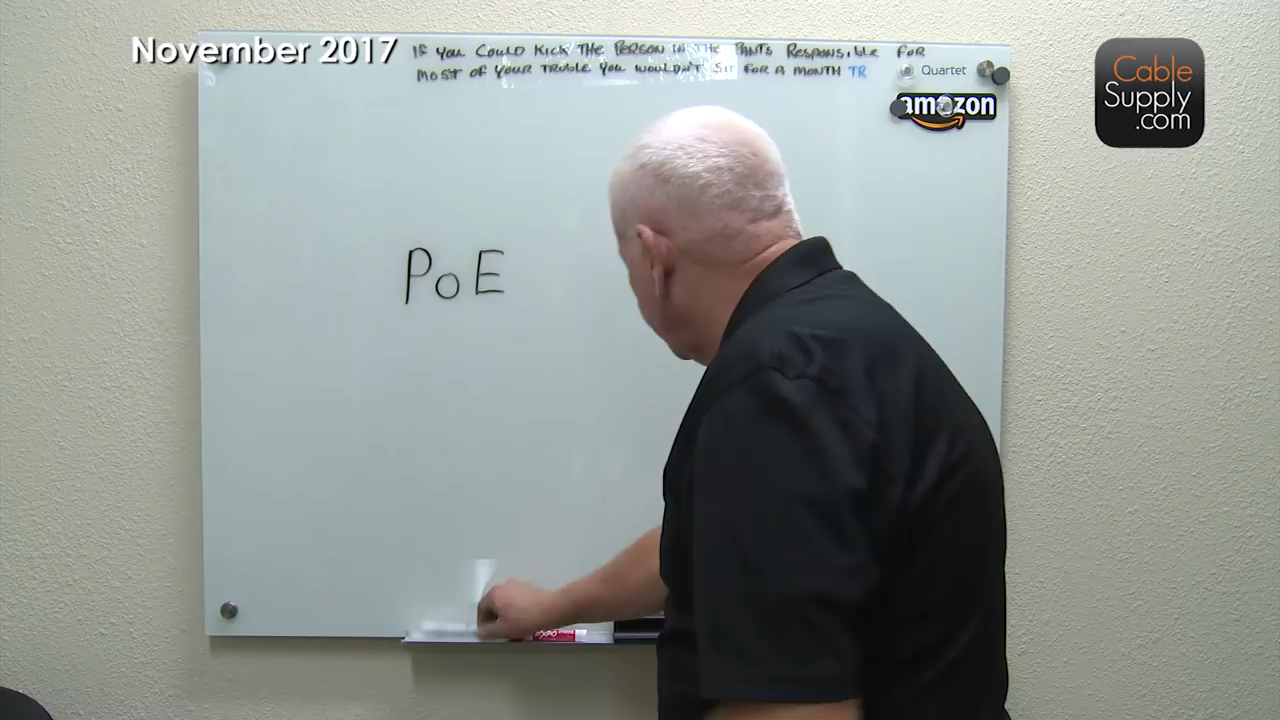 November 2017
IF YOU COULD KICK THE PERSON IN THE PANTS RESPONSIBLE FOR
MOST OF YOUR TROUBLE YOU WOULDN'T SIT FOR A MONTH TR
Quartet
amazon
Cable
Supply
.com
PoE
EXPO